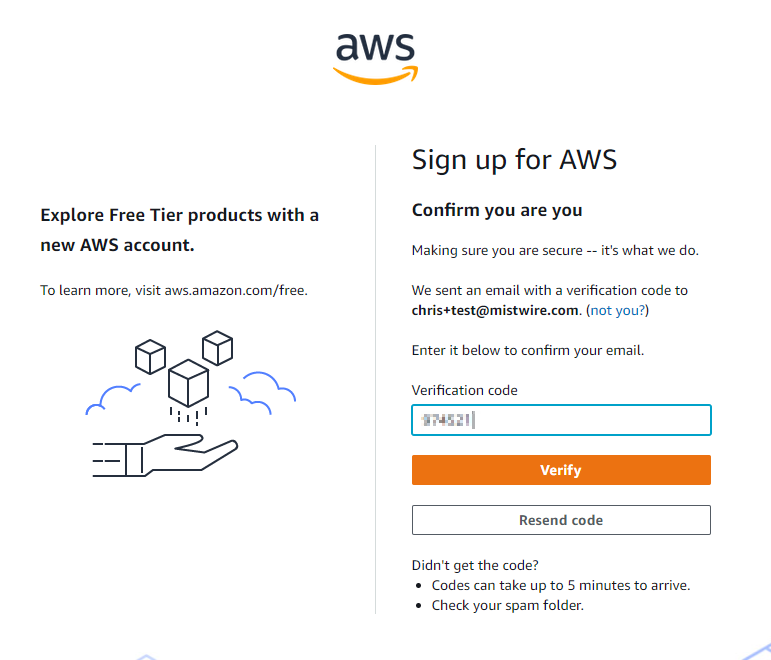 aws
Explore Free Tier products with a
new AWS account.
To learn more, visit aws.amazon.com/free.
Sign up for AWS
Confirm you are you
Making sure you are secure -- it's what we do.
We sent an email with a verification code to
chris+test@mistwire.com. (not you?)
Enter it below to confirm your email.
Verification code
Verify
Resend code
Didn't get the code?
• Codes can take up to 5 minutes to arrive.
• Check your spam folder.